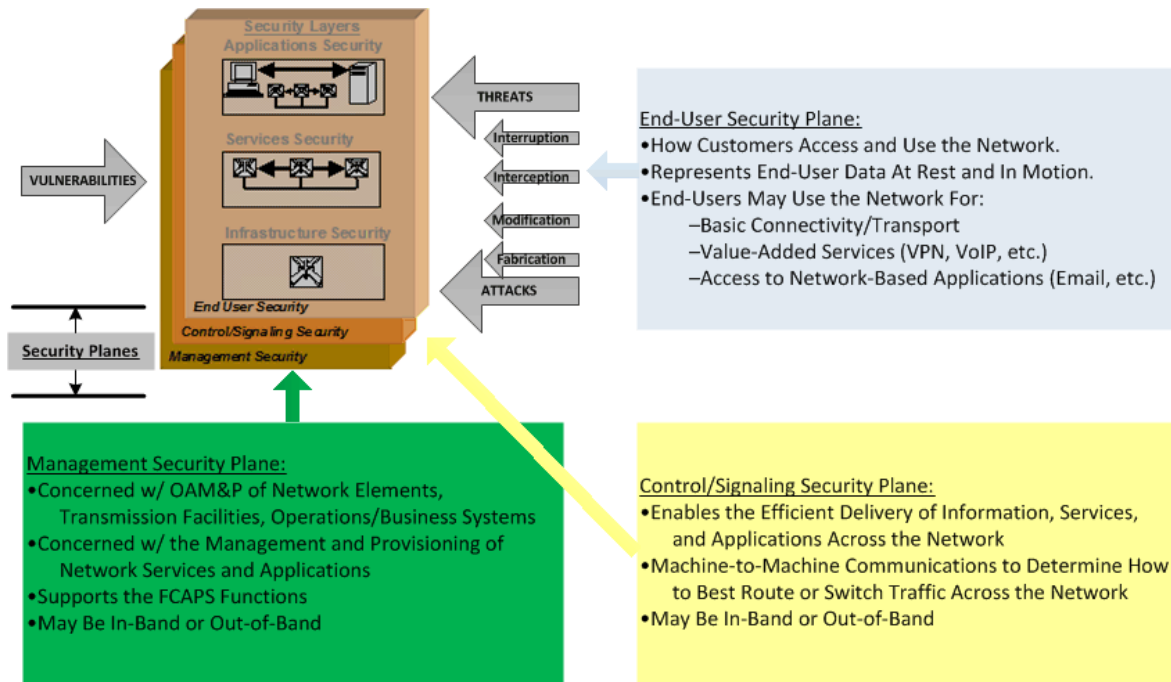 Security Layers
Applications Security
Services Security
Infrastructure Security
End User Security
Control/Signaling Security
Management Security
VULNERABILITIES
Security Planes
THREATS
Interruption
Interception
Modification
Fabrication
ATTACKS
End-User Security Plane:
•How Customers Access and Use the Network.
•Represents End-User Data At Rest and In Motion.
•End-Users May Use the Network For:
–Basic Connectivity/Transport
–Value-Added Services (VPN, VoIP, etc.)
–Access to Network-Based Applications (Email, etc.)
Management Security Plane:
•Concerned w/ OAM&P of Network Elements,
Transmission Facilities, Operations/Business Systems
•Concerned w/ the Management and Provisioning of
Network Services and Applications
•Supports the FCAPS Functions
•May Be In-Band or Out-of-Band
Control/Signaling Security Plane:
•Enables the Efficient Delivery of Information, Services,
and Applications Across the Network
•Machine-to-Machine Communications to Determine How
to Best Route or Switch Traffic Across the Network
•May Be In-Band or Out-of-Band